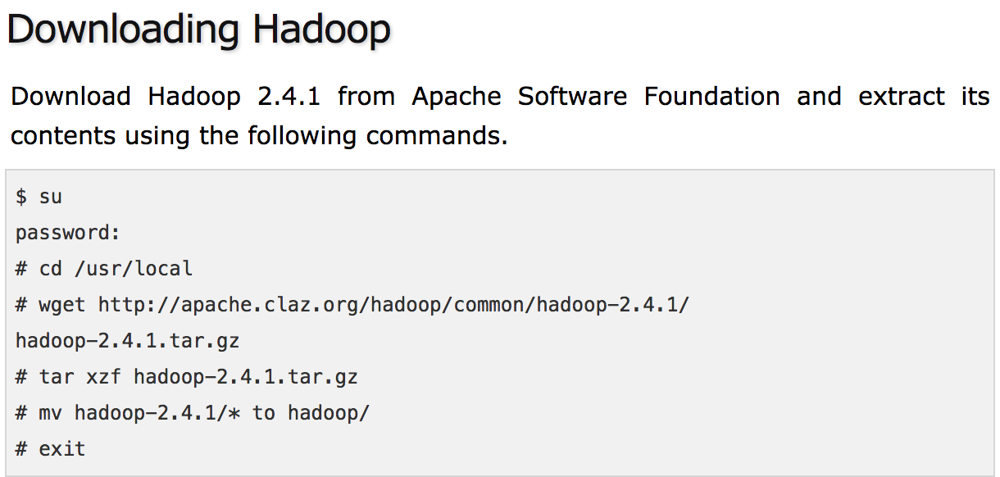 Downloading Hadoop
Download Hadoop 2.4.1 from Apache Software Foundation and extract its
contents using the following commands.
$ su
password:
# cd /usr/local
# wget http://apache.claz.org/hadoop/common/hadoop-2.4.1/
hadoop-2.4.1.tar.gz
# tar xzf hadoop-2.4.1.tar.gz
# mv hadoop-2.4.1/* to hadoop/
# exit